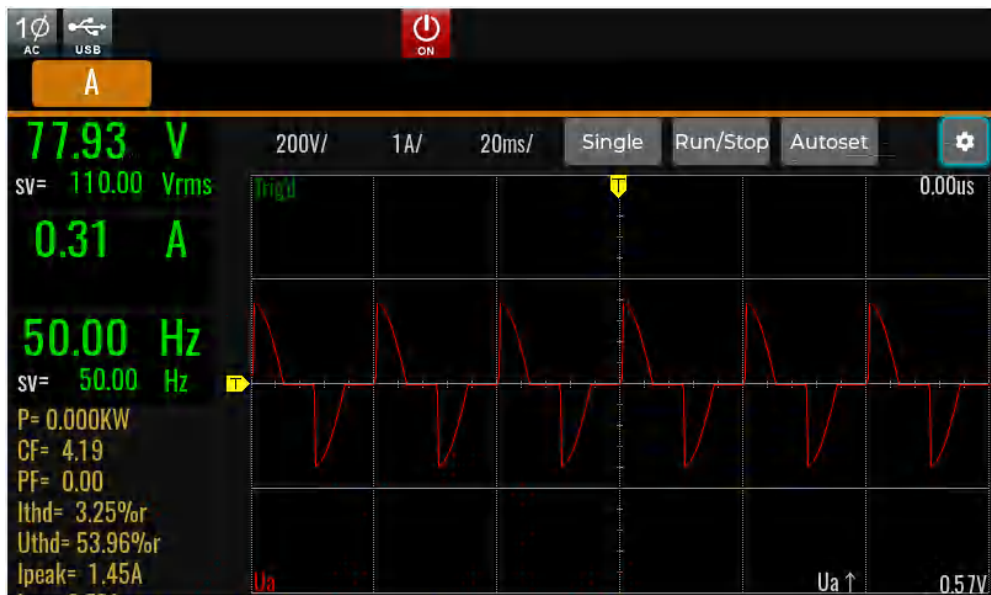 1Ø
AC
USB
ON
A
77.93 V
sv= 110.00 Vrms
0.31 A
50.00 Hz
sv= 50.00 Hz
P= 0.000KW
CF= 4.19
PF= 0.00
Ithd= 3.25%r
Uthd= 53.96%r
Ipeak= 1.45A
200V/ 1A/ 20ms/ Single Run/Stop Autoset
Trig'd T 0.00us
T
Ua Ua↑ 0.57V